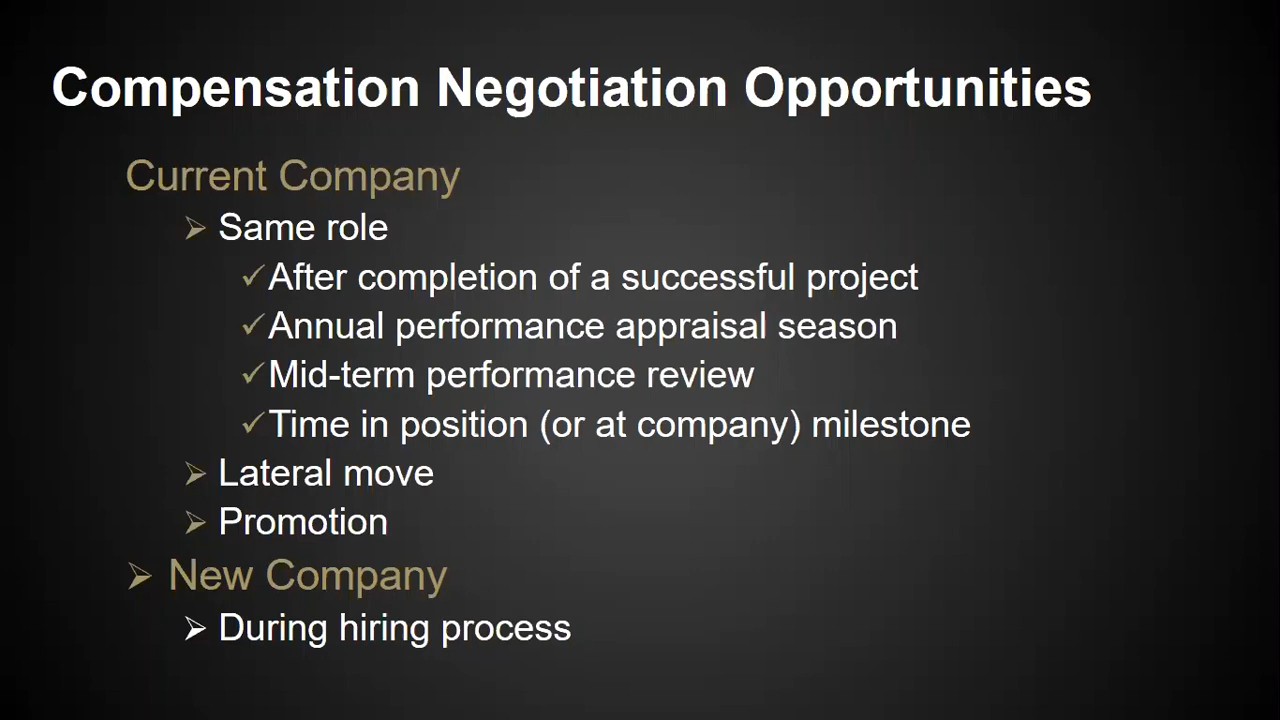 Compensation Negotiation Opportunities
Current Company
➢ Same role
✓After completion of a successful project
✓Annual performance appraisal season
✓Mid-term performance review
✓Time in position (or at company) milestone
➢ Lateral move
➢ Promotion
➢ New Company
➢ During hiring process